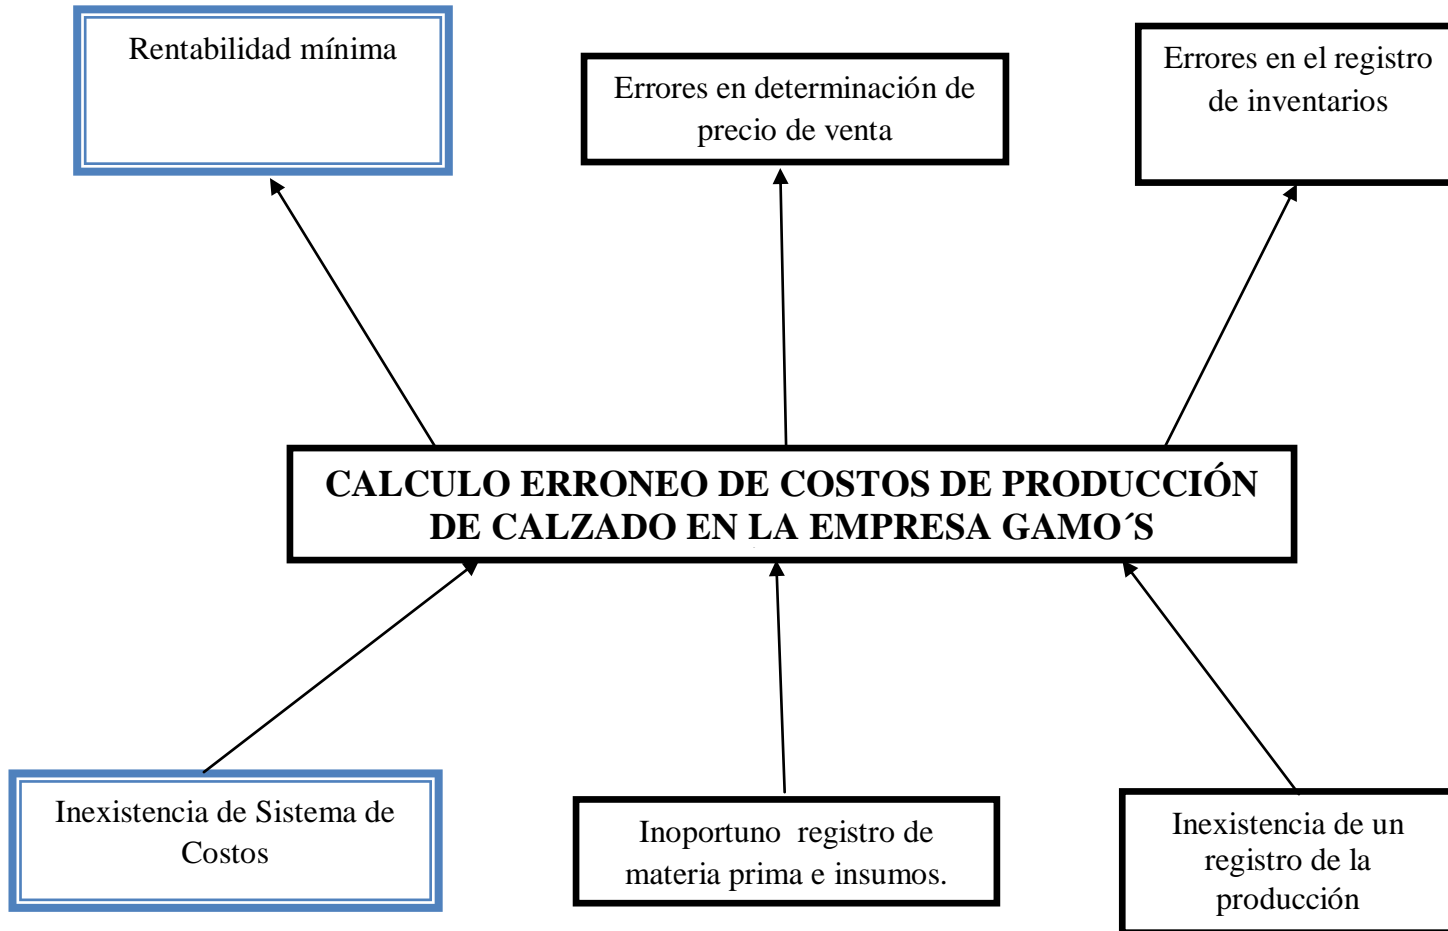 Rentabilidad mínima
Errores en determinación de
precio de venta
Errores en el registro
de inventarios
CALCULO ERRONEO DE COSTOS DE PRODUCCIÓN
DE CALZADO EN LA EMPRESA GAMO´S
Inexistencia de Sistema de
Costos
Inoportuno  registro de
materia prima e insumos.
Inexistencia de un
registro de la
producción